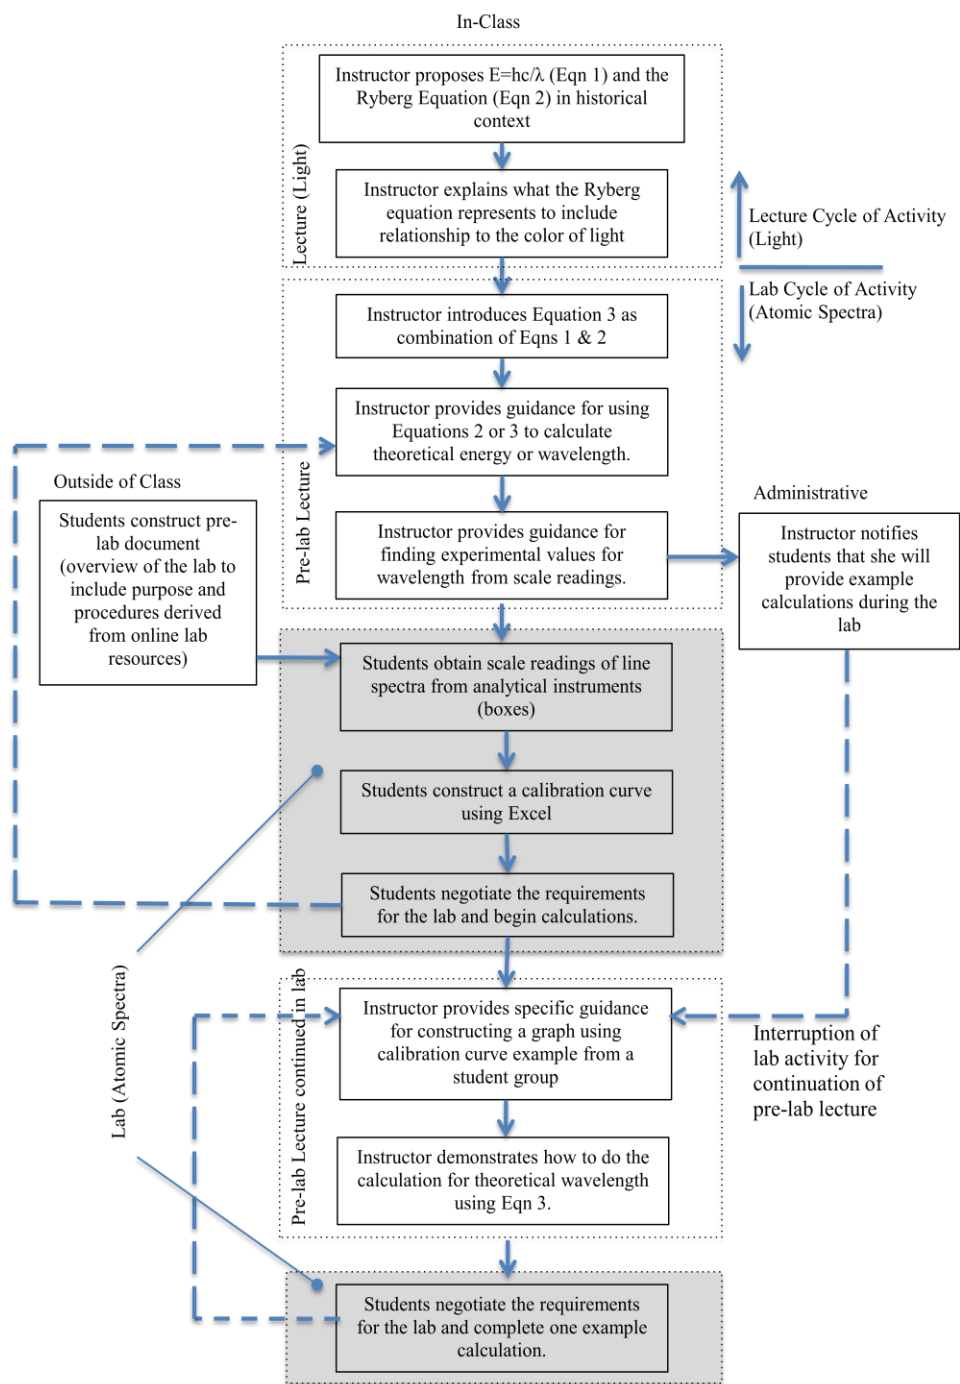 In-Class
Lecture (Light)
Instructor proposes E=hc/λ (Eqn 1) and the
Ryberg Equation (Eqn 2) in historical
context
Instructor explains what the Ryberg
equation represents to include
relationship to the color of light
Lecture Cycle of Activity
(Light)
Lab Cycle of Activity
(Atomic Spectra)
Pre-lab Lecture
Instructor introduces Equation 3 as
combination of Eqns 1 & 2
Instructor provides guidance for using
Equations 2 or 3 to calculate
theoretical energy or wavelength.
Instructor provides guidance for
finding experimental values for
wavelength from scale readings.
Outside of Class
Students construct pre-
lab document
(overview of the lab to
include purpose and
procedures derived
from online lab
resources)
Administrative
Instructor notifies
students that she will
provide example
calculations during the
lab
Students obtain scale readings of line
spectra from analytical instruments
(boxes)
Students construct a calibration curve
using Excel
Students negotiate the requirements
for the lab and begin calculations.
Lab (Atomic Spectra)
Pre-lab Lecture continued in lab
Instructor provides specific guidance
for constructing a graph using
calibration curve example from a
student group
Instructor demonstrates how to do the
calculation for theoretical wavelength
using Eqn 3.
Interruption of
lab activity for
continuation of
pre-lab lecture
Students negotiate the requirements
for the lab and complete one example
calculation.